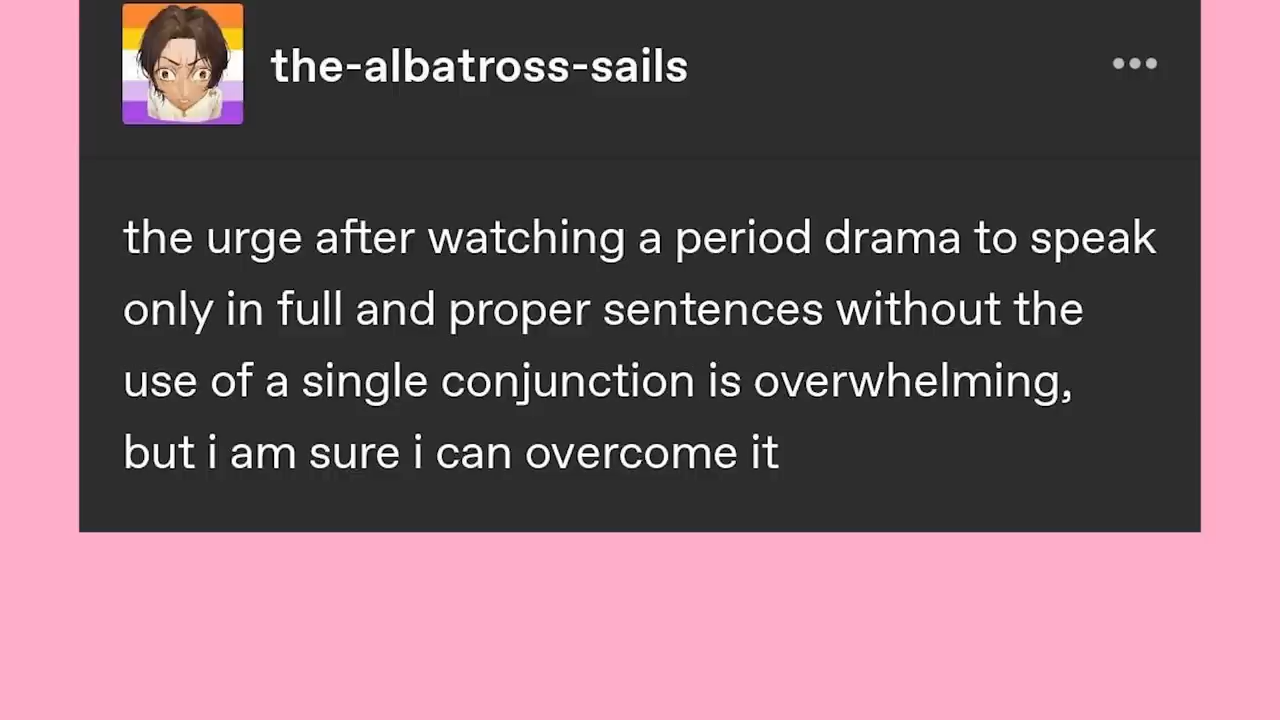 the-albatross-sails
the urge after watching a period drama to speak
only in full and proper sentences without the
use of a single conjunction is overwhelming,
but i am sure i can overcome it